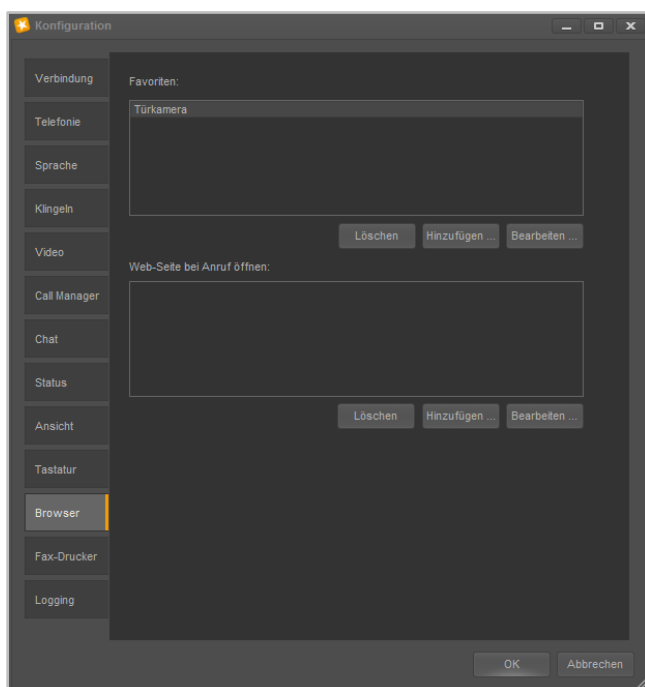 Konfiguration
Verbindung
Telefonie
Sprache
Klingeln
Video
Call Manager
Chat
Status
Ansicht
Tastatur
Browser
Fax-Drucker
Logging
Favoriten:
Türkamera
Löschen Hinzufügen ... Bearbeiten ...
Web-Seite bei Anruf öffnen:
Löschen Hinzufügen ... Bearbeiten ...
OK Abbrechen